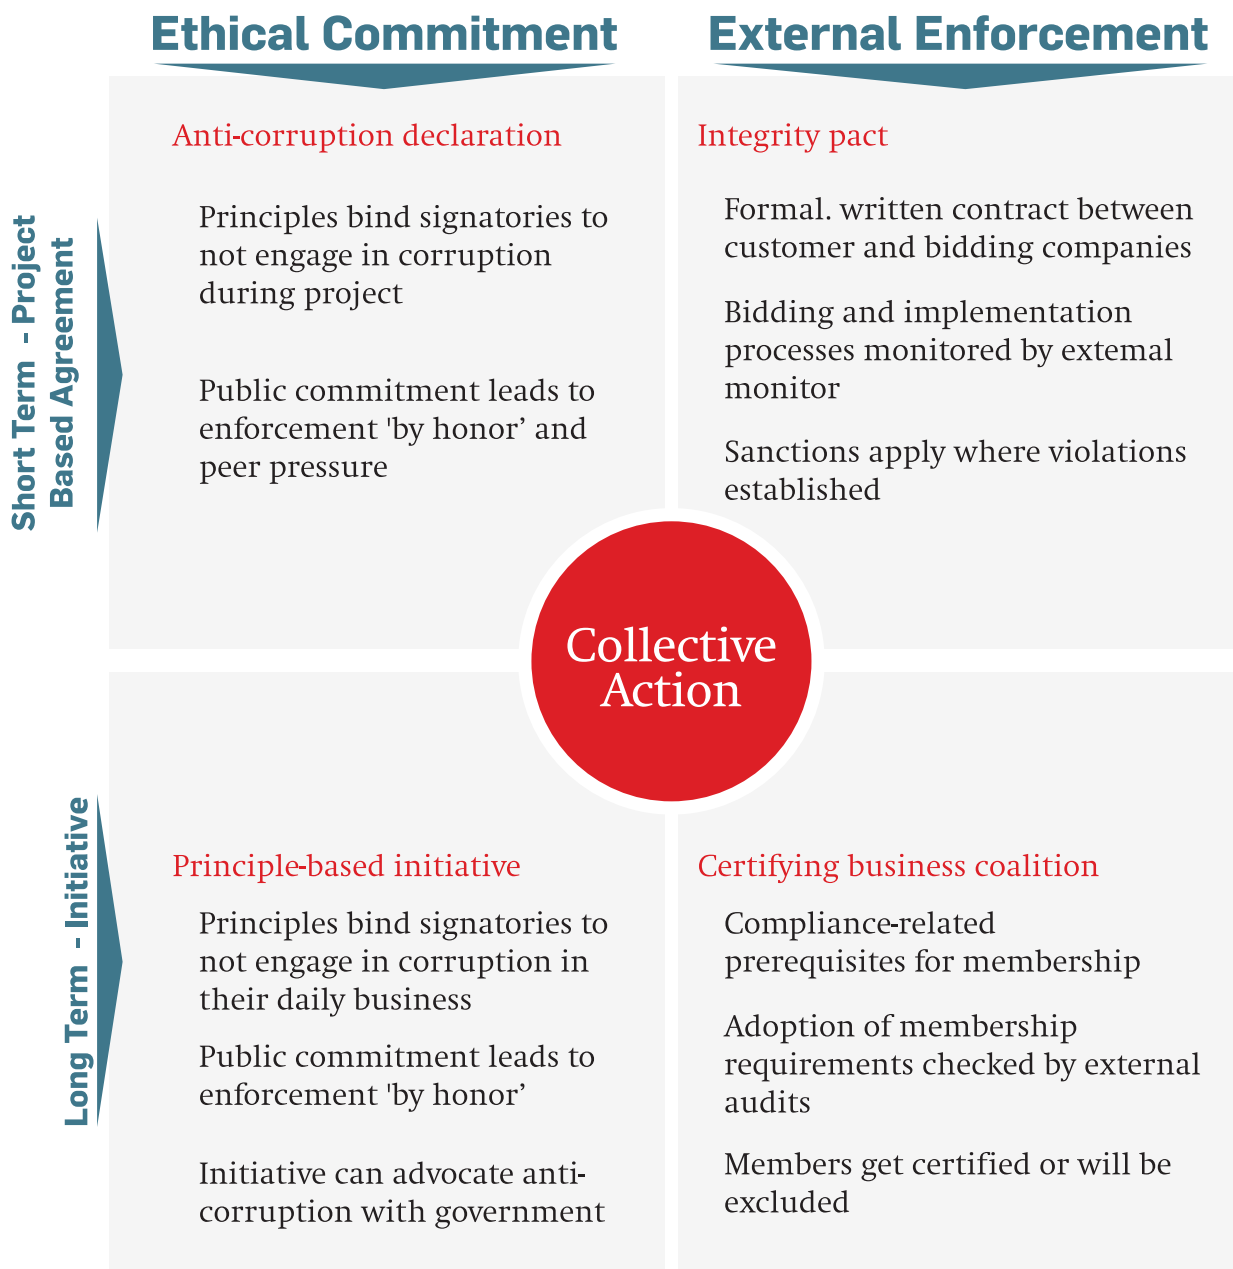 Ethical Commitment
External Enforcement
Short Term - Project
Based Agreement
Anti-corruption declaration
Principles bind signatories to
not engage in corruption
during project
Public commitment leads to
enforcement 'by honor’ and
peer pressure
Integrity pact
Formal. written contract between
customer and bidding companies
Bidding and implementation
processes monitored by extemal
monitor
Sanctions apply where violations
established
Collective
Action
Long Term - Initiative
Principle-based initiative
Principles bind signatories to
not engage in corruption in
their daily business
Public commitment leads to
enforcement 'by honor’
Initiative can advocate anti-
corruption with government
Certifying business coalition
Compliance-related
prerequisites for membership
Adoption of membership
requirements checked by external
audits
Members get certified or will be
excluded